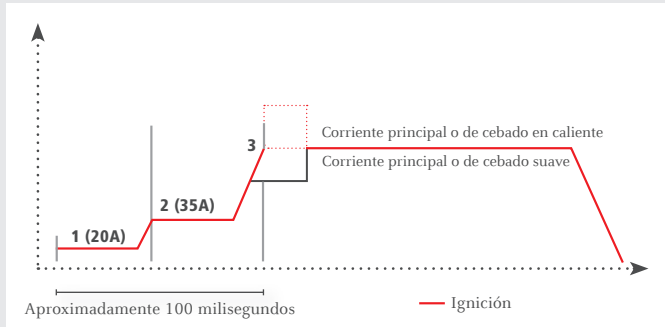 Corriente principal o de cebado en caliente
3
Corriente principal o de cebado suave
2 (35A)
1 (20A)
Aproximadamente 100 milisegundos
Ignición